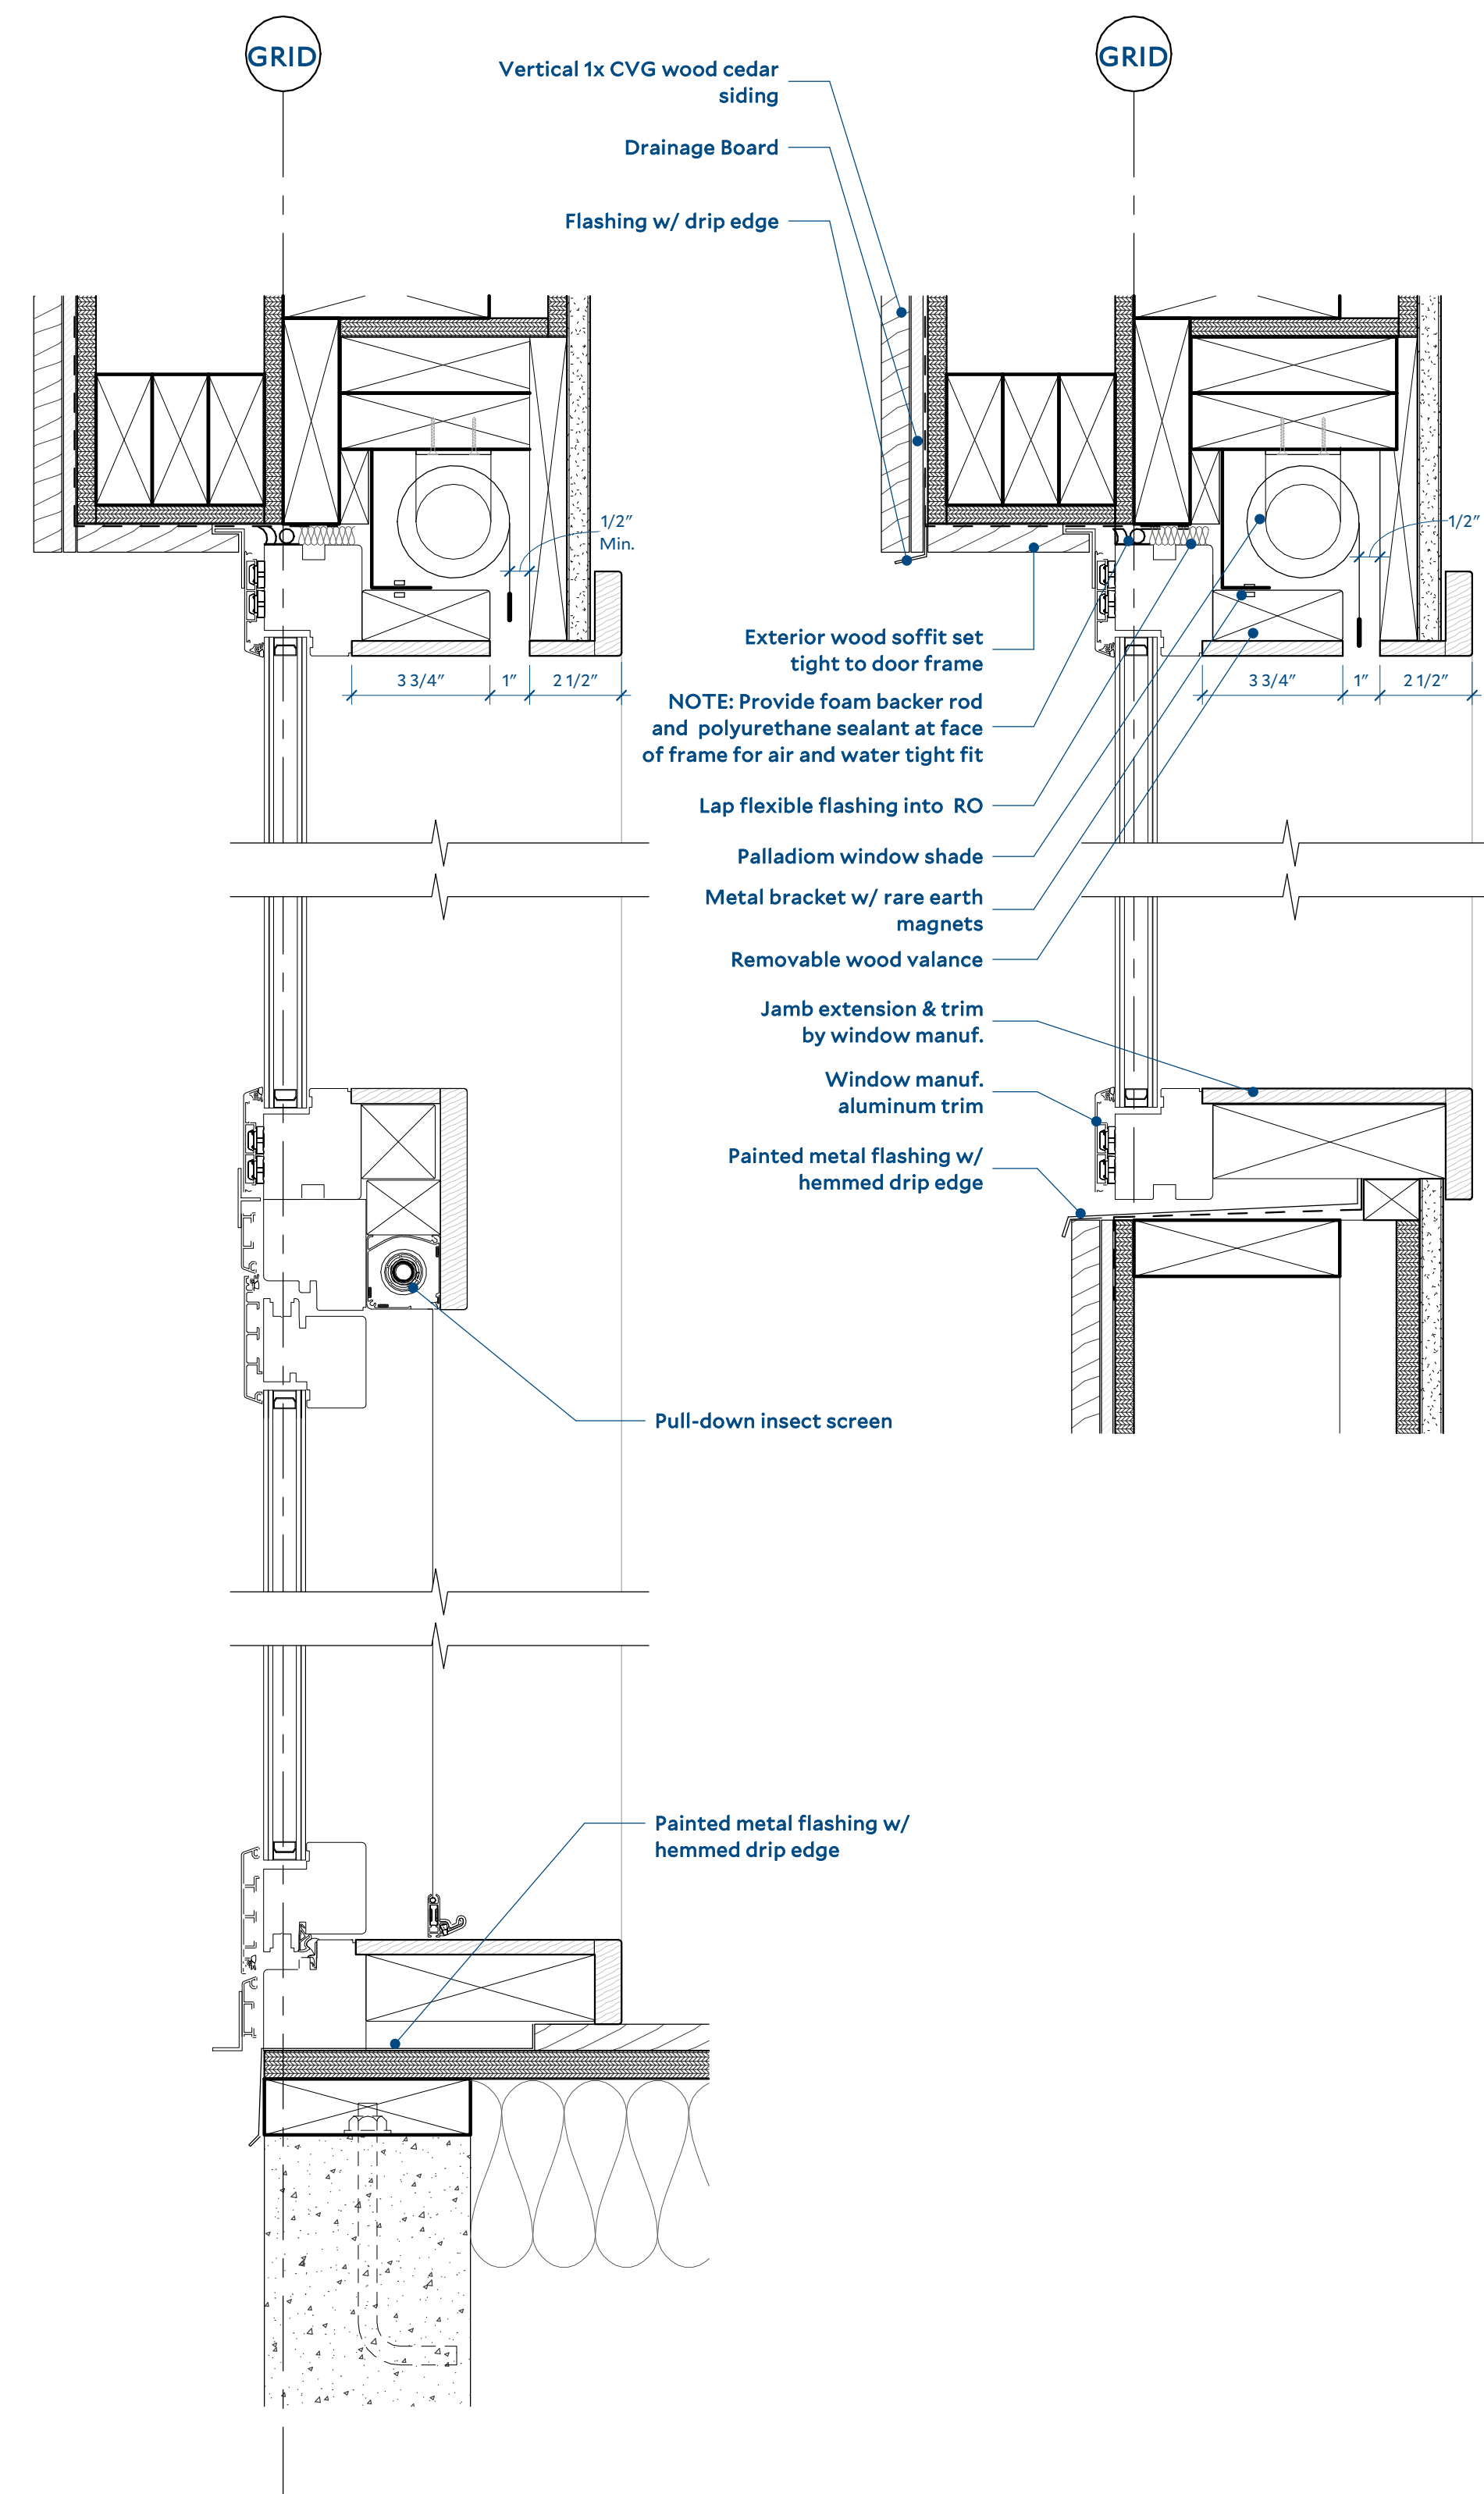 GRID
GRID
Vertical 1x CVG wood cedar
siding
Drainage Board
Flashing w/ drip edge
1/2"
Min.
1/2"
Exterior wood soffit set
tight to door frame
3 3/4"
1"
2 1/2"
3 3/4"
1"
2 1/2"
NOTE: Provide foam backer rod
and polyurethane sealant at face
of frame for air and water tight fit
Lap flexible flashing into RO
Palladiom window shade
Metal bracket w/ rare earth
magnets
Removable wood valance
Jamb extension & trim
by window manuf.
Window manuf.
aluminum trim
Painted metal flashing w/
hemmed drip edge
Pull-down insect screen
Painted metal flashing w/
hemmed drip edge